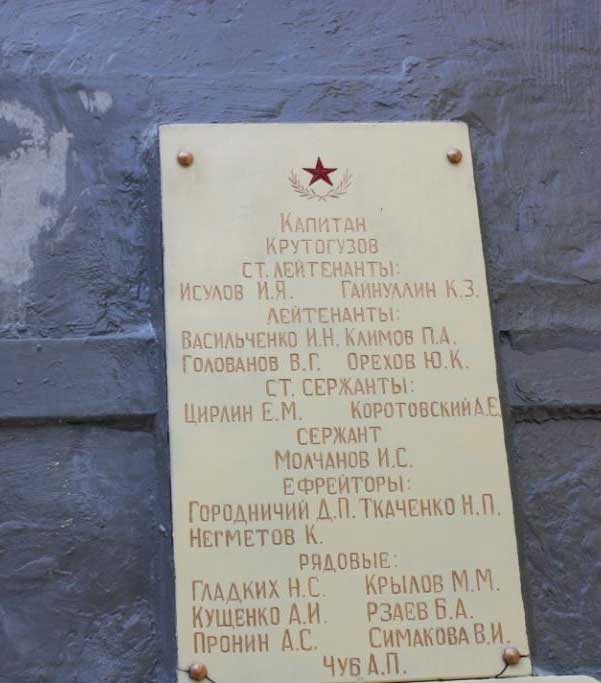 Капитан
Крутогузов
ст. лейтенанты:
Исулов И.Я. Гайнуллин К.З.
лейтенанты:
Васильченко И.Н. Климов П.А.
Голованов В.Г. Орехов Ю.К.
ст. сержанты:
Цирлин Е.М. Коротовский А.Е.
сержант
Молчанов И.С.
ефрейторы:
Городничий Д.П. Ткаченко Н.П.
Негметов К.
рядовые:
Гладких Н.С. Крылов М.М.
Кущенко А.И. Рзаев Б.А.
Пронин А.С. Симакова В.И.
Чуб А.П.